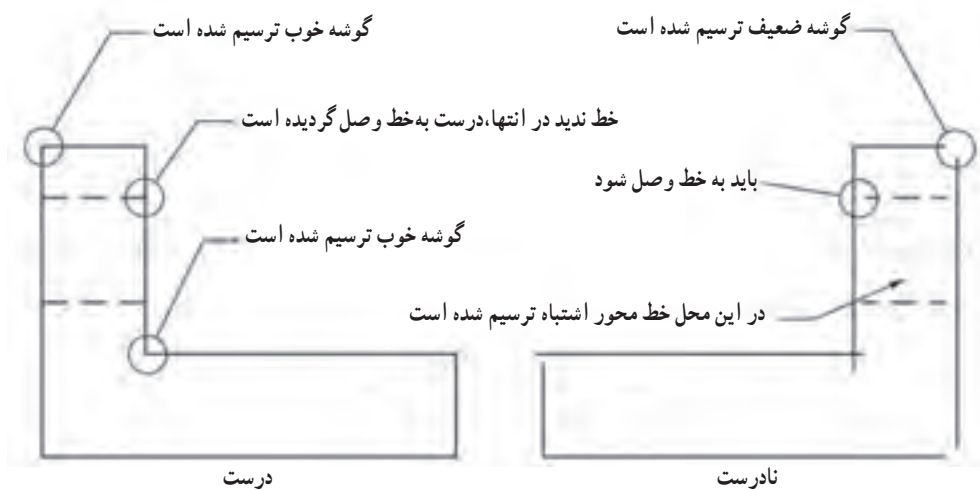 گوشه ضعیف ترسیم شده است
گوشه خوب ترسیم شده است
خط ندید در انتها،درست به‌خط وصل گردیده است
باید به خط وصل شود
گوشه خوب ترسیم شده است
در این محل خط محور اشتباه ترسیم شده است
نادرست
درست